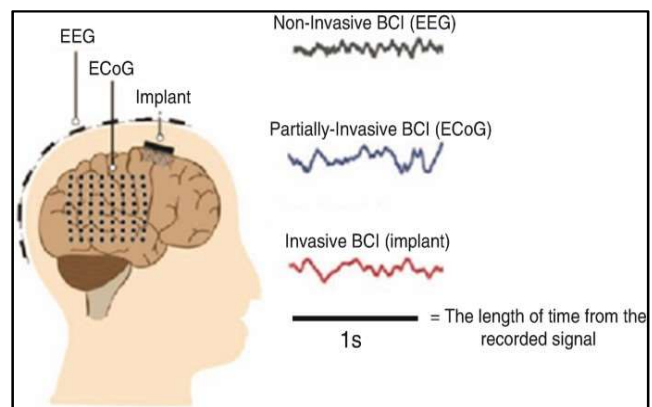 EEG
ECoG
Implant
Non-Invasive BCI (EEG)
Partially-Invasive BCI (ECoG)
Invasive BCI (implant)
1s
= The length of time from the
recorded signal